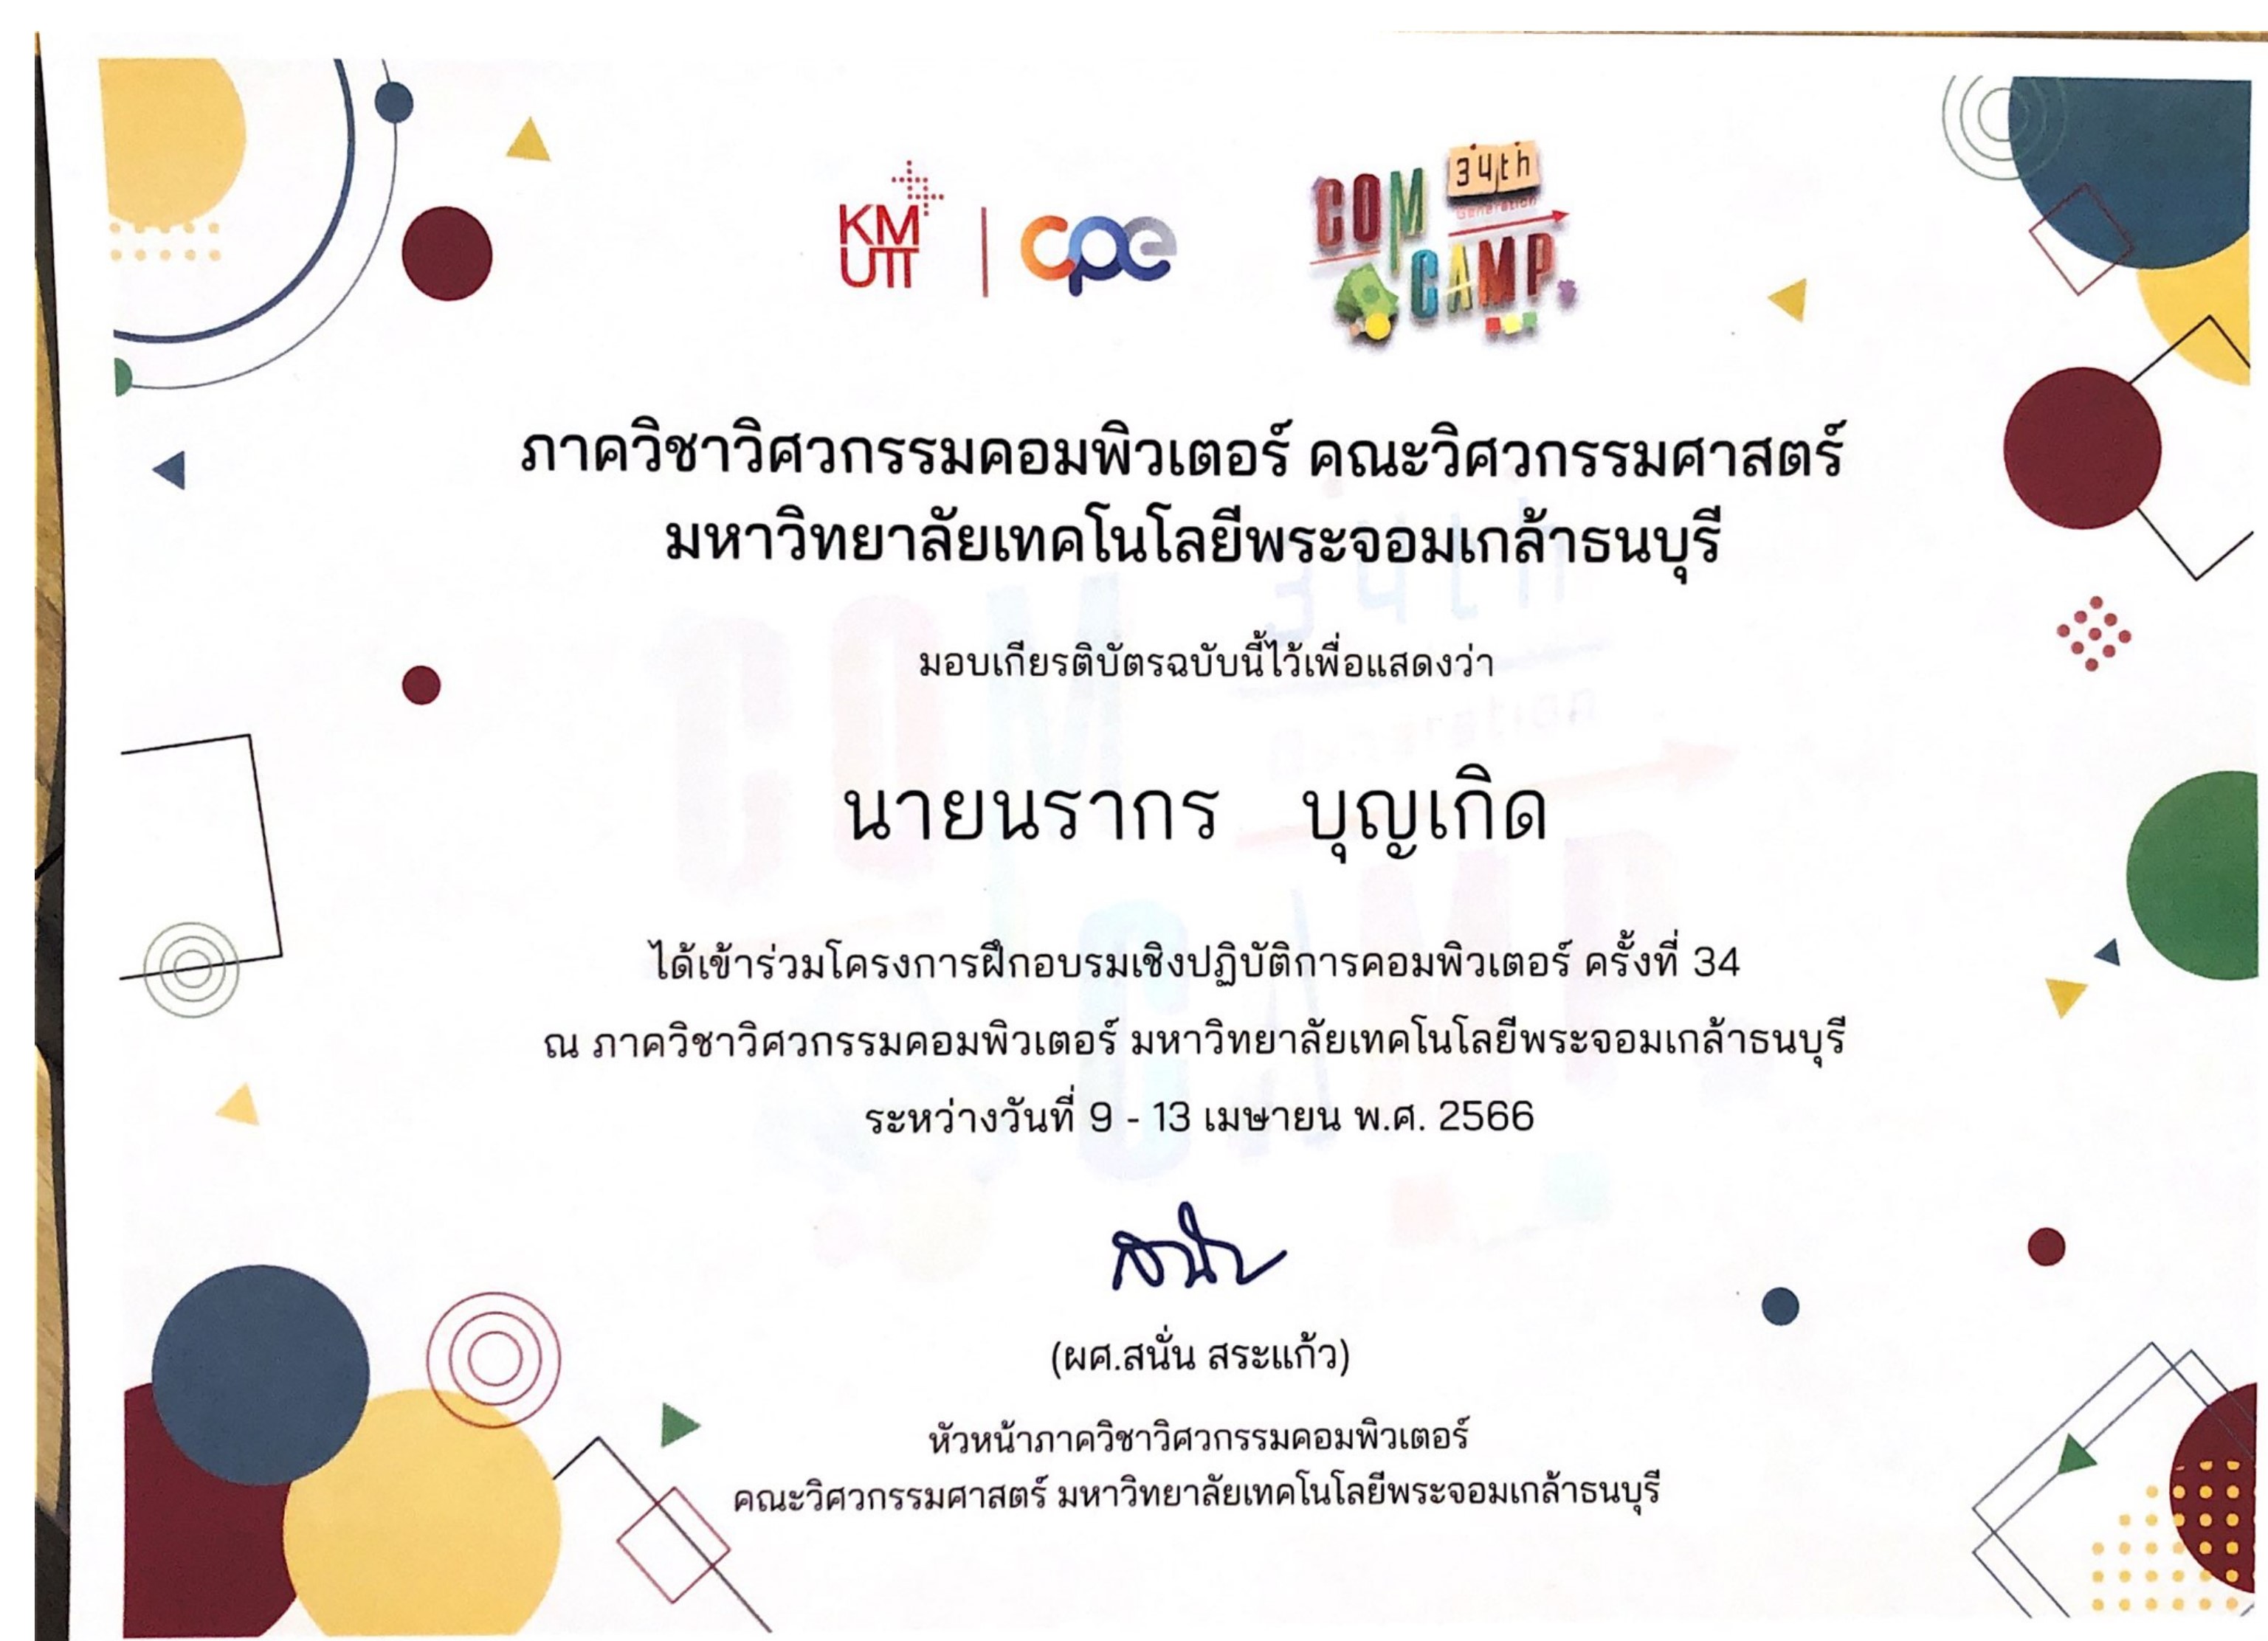 KM
UTT
cpe
COM 34th
Generation
CAMP
ภาควิชาวิศวกรรมคอมพิวเตอร์ คณะวิศวกรรมศาสตร์
มหาวิทยาลัยเทคโนโลยีพระจอมเกล้าธนบุรี
มอบเกียรติบัตรฉบับนี้ไว้เพื่อแสดงว่า
นายนรากร บุญเกิด
ได้เข้าร่วมโครงการฝึกอบรมเชิงปฏิบัติการคอมพิวเตอร์ ครั้งที่ 34
ณ ภาควิชาวิศวกรรมคอมพิวเตอร์ มหาวิทยาลัยเทคโนโลยีพระจอมเกล้าธนบุรี
ระหว่างวันที่ 9 - 13 เมษายน พ.ศ. 2566
สนั่น
(ผศ.สนั่น สระแก้ว)
หัวหน้าภาควิชาวิศวกรรมคอมพิวเตอร์
คณะวิศวกรรมศาสตร์ มหาวิทยาลัยเทคโนโลยีพระจอมเกล้าธนบุรี